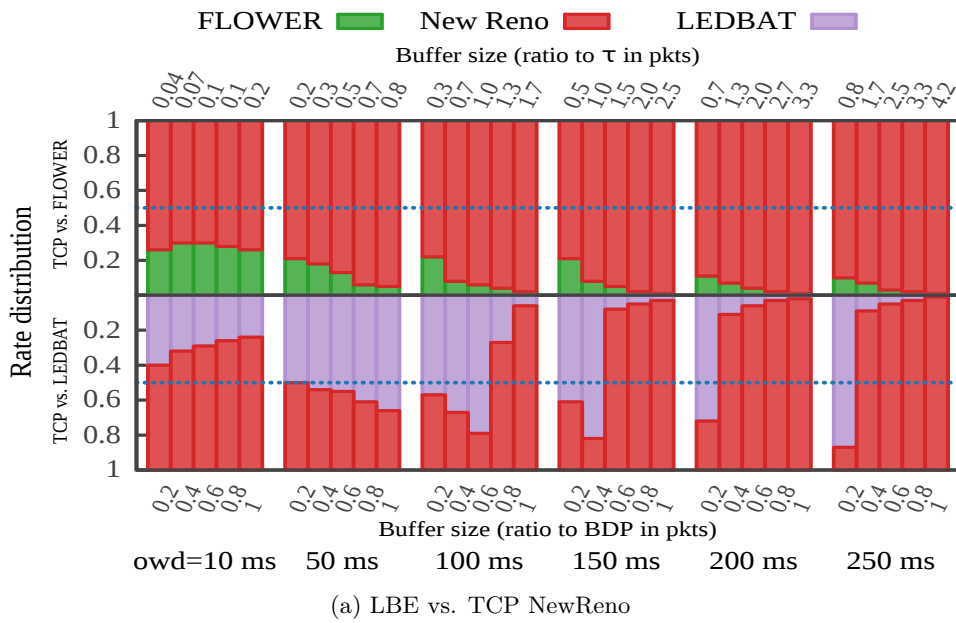 FLOWER New Reno LEDBAT
Buffer size (ratio to τ in pkts)
0.04 0.07 0.1 0.1 0.2 0.2 0.3 0.5 0.7 0.8 0.3 0.7 1.0 1.3 1.7 0.5 1.0 1.5 2.0 2.5 0.7 1.3 2.0 2.7 3.3 0.8 1.7 2.5 3.3 4.2
Rate distribution
TCP vs. FLOWER
1
0.8
0.6
0.4
0.2
TCP vs. LEDBAT
0.2
0.4
0.6
0.8
1
0.2 0.4 0.6 0.8 1 0.2 0.4 0.6 0.8 1 0.2 0.4 0.6 0.8 1 0.2 0.4 0.6 0.8 1 0.2 0.4 0.6 0.8 1 0.2 0.4 0.6 0.8 1
Buffer size (ratio to BDP in pkts)
owd=10 ms 50 ms 100 ms 150 ms 200 ms 250 ms
(a) LBE vs. TCP NewReno